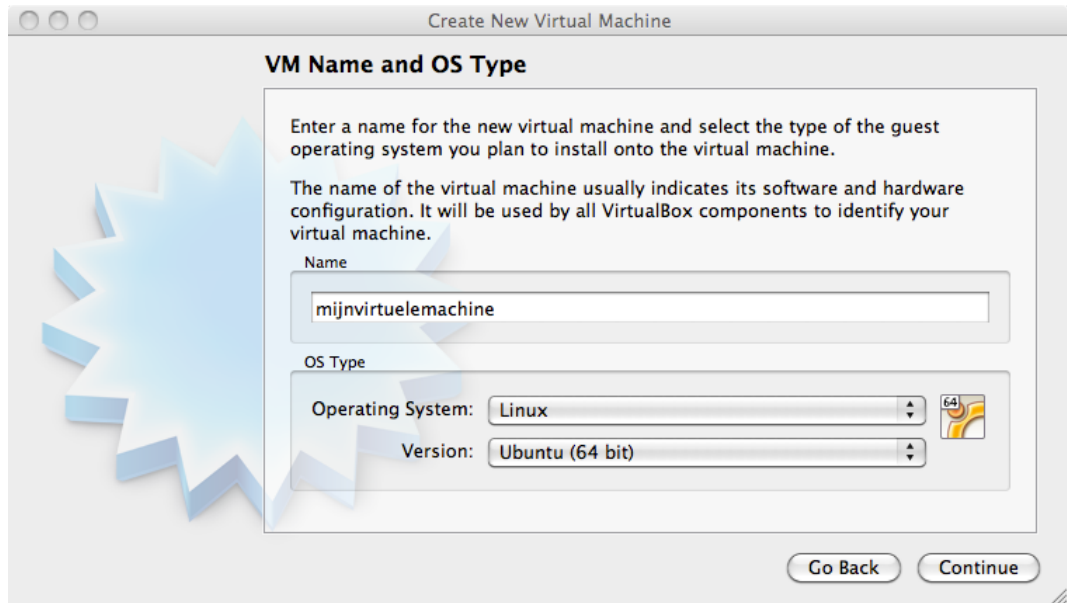 Create New Virtual Machine
VM Name and OS Type
Enter a name for the new virtual machine and select the type of the guest
operating system you plan to install onto the virtual machine.
The name of the virtual machine usually indicates its software and hardware
configuration. It will be used by all VirtualBox components to identify your
virtual machine.
Name
mijnvirtuelemachine
OS Type
Operating System: Linux
64
Version: Ubuntu (64 bit)
Go Back Continue